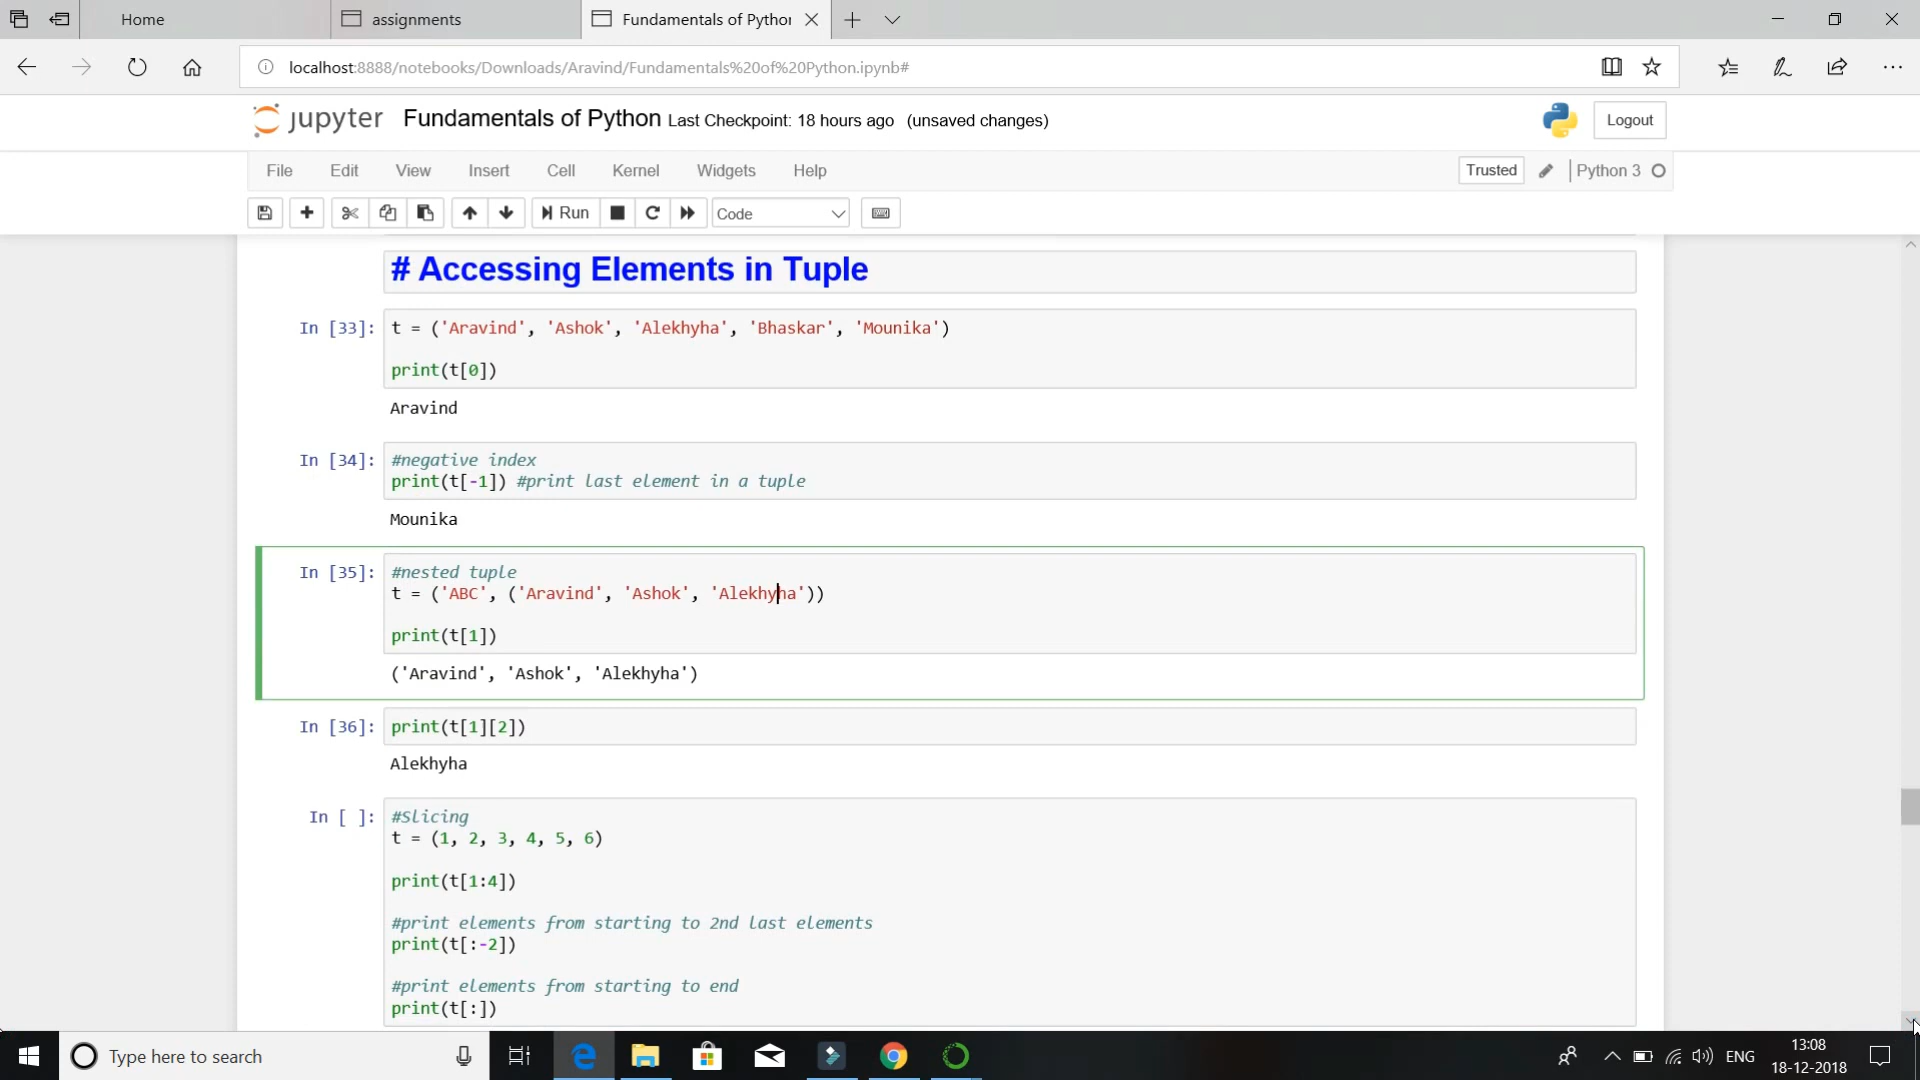 Home
assignments
Fundamentals of Pythor
localhost:8888/notebooks/Downloads/Aravind/Fundamentals%20of%20Python.ipynb#
jupyter Fundamentals of Python Last Checkpoint: 18 hours ago (unsaved changes)
Logout
File Edit View Insert Cell Kernel Widgets Help
Trusted
Python 3
Run
Code
# Accessing Elements in Tuple
In [33]: t = ('Aravind', 'Ashok', 'Alekhyha', 'Bhaskar', 'Mounika')
print(t[0])
Aravind
In [34]: #negative index
print(t[-1]) #print last element in a tuple
Mounika
In [35]: #nested tuple
t = ('ABC', ('Aravind', 'Ashok', 'Alekhyha'))
print(t[1])
('Aravind', 'Ashok', 'Alekhyha')
In [36]: print(t[1][2])
Alekhyha
In [ ]: #Slicing
t = (1, 2, 3, 4, 5, 6)
print(t[1:4])
#print elements from starting to 2nd last elements
print(t[:-2])
#print elements from starting to end
print(t[:])
Type here to search
ENG
13:08
18-12-2018